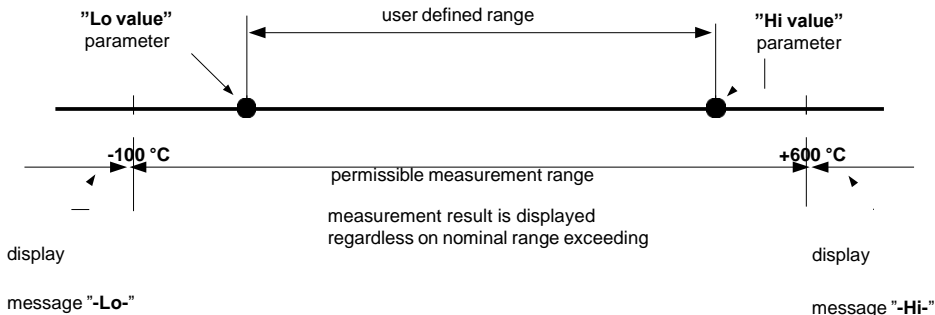 ”Lo value”
parameter
user defined range
”Hi value”
parameter
-100 °C
+600 °C
permissible measurement range
measurement result is displayed
regardless on nominal range exceeding
display
message ”-Lo-”
display
message ”-Hi-”